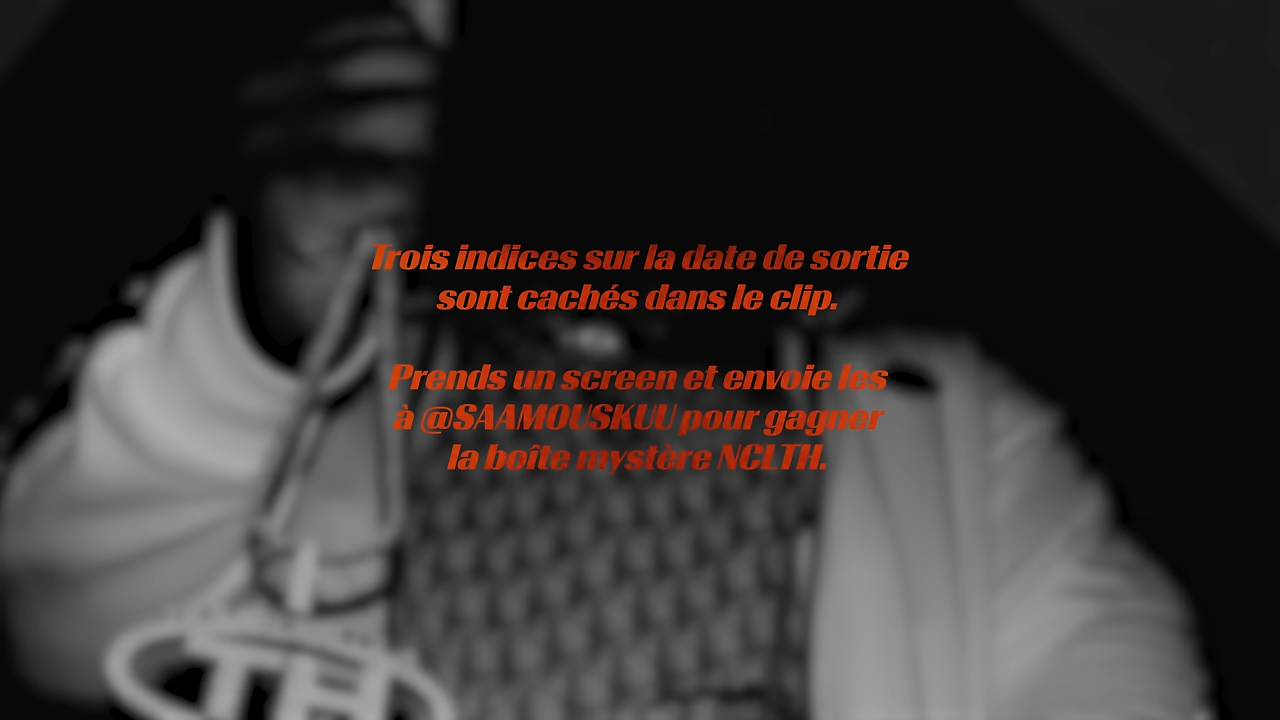 Trois indices sur la date de sortie
sont cachés dans le clip.
Prends un screen et envoie les
à @SAAMOUSKUU pour gagner
la boîte mystère NCLTH.
TH